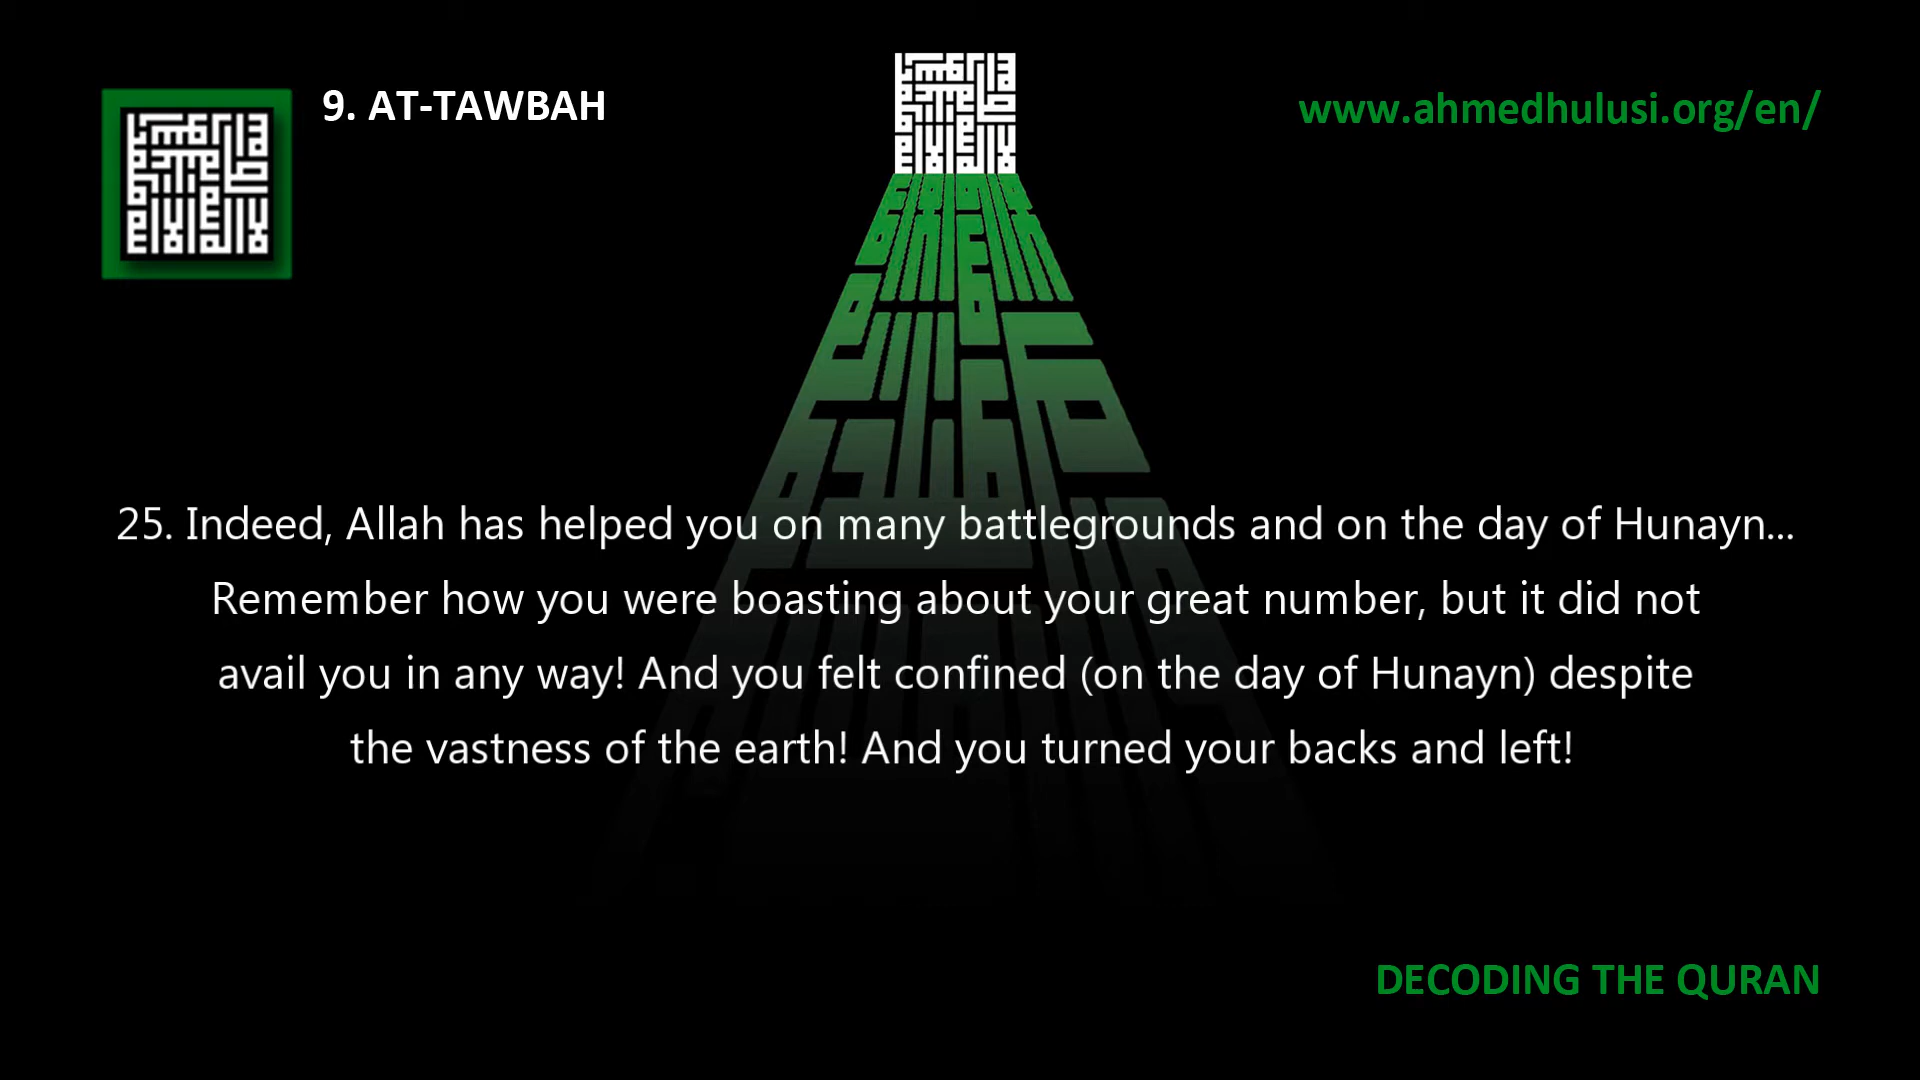 9. AT-TAWBAH
www.ahmedhulusi.org/en/
25. Indeed, Allah has helped you on many battlegrounds and on the day of Hunayn...
Remember how you were boasting about your great number, but it did not
avail you in any way! And you felt confined (on the day of Hunayn) despite
the vastness of the earth! And you turned your backs and left!
DECODING THE QURAN